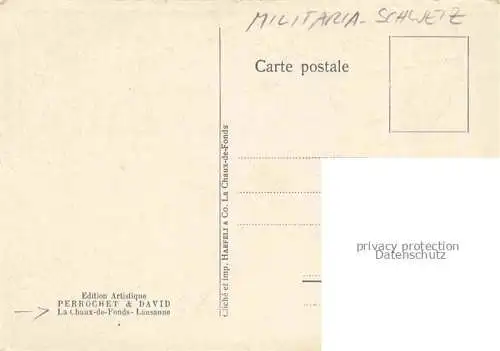 MILITARIA - SCHWEIZ
Carte postale
Cliché et imp. HAEFELI & Co. La Chaux-de-Fonds
privacy protection
Datenschutz
Edition Artistique
PERROCHET & DAVID
La Chaux-de-Fonds - Lausanne